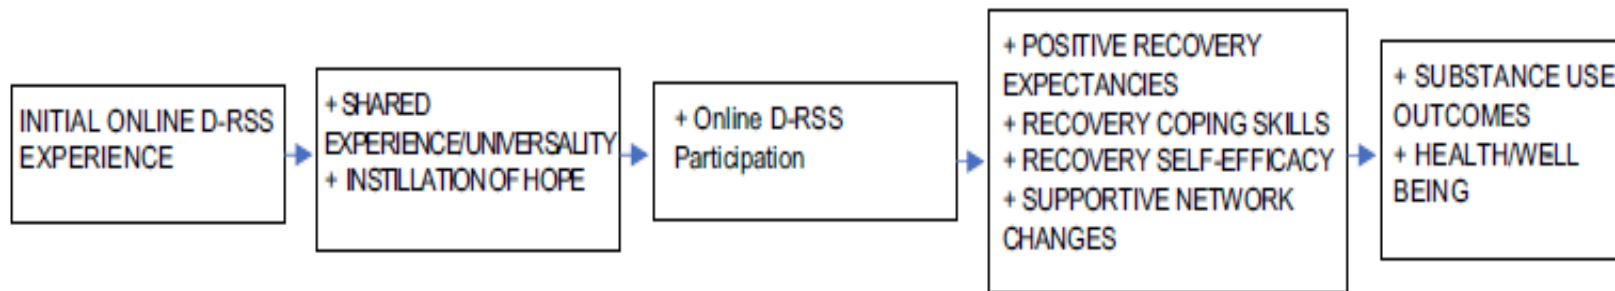 INITIAL ONLINE D-RSS
EXPERIENCE
+ SHARED
EXPERIENCE/UNIVERSALITY
+ INSTILLATION OF HOPE
+ Online D-RSS
Participation
+ POSITIVE RECOVERY
EXPECTANCIES
+ RECOVERY COPING SKILLS
+ RECOVERY SELF-EFFICACY
+ SUPPORTIVE NETWORK
CHANGES
+ SUBSTANCE USE
OUTCOMES
+ HEALTH/WELL
BEING